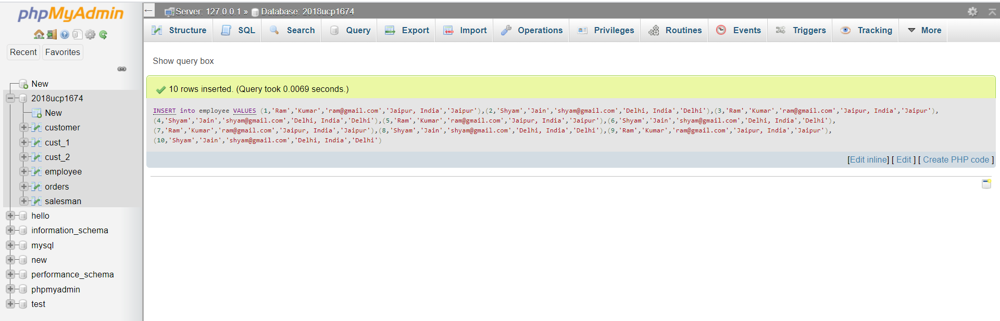 phpMyAdmin
Recent Favorites
New
2018ucp1674
New
customer
cust_1
cust_2
employee
orders
salesman
hello
information_schema
mysql
new
performance_schema
phpmyadmin
test
Server: 127.0.0.1 » Database: 2018ucp1674
Structure SQL Search Query Export Import Operations Privileges Routines Events Triggers Tracking More
Show query box
10 rows inserted. (Query took 0.0069 seconds.)
INSERT into employee VALUES (1,'Ram','Kumar','ram@gmail.com','Jaipur, India','Jaipur'),(2,'Shyam','Jain','shyam@gmail.com','Delhi, India','Delhi'),(3,'Ram','Kumar','ram@gmail.com','Jaipur, India','Jaipur'),
(4,'Shyam','Jain','shyam@gmail.com','Delhi, India','Delhi'),(5,'Ram','Kumar','ram@gmail.com','Jaipur, India','Jaipur'),(6,'Shyam','Jain','shyam@gmail.com','Delhi, India','Delhi'),
(7,'Ram','Kumar','ram@gmail.com','Jaipur, India','Jaipur'),(8,'Shyam','Jain','shyam@gmail.com','Delhi, India','Delhi'),(9,'Ram','Kumar','ram@gmail.com','Jaipur, India','Jaipur'),
(10,'Shyam','Jain','shyam@gmail.com','Delhi, India','Delhi')
[Edit inline] [ Edit ] [ Create PHP code ]